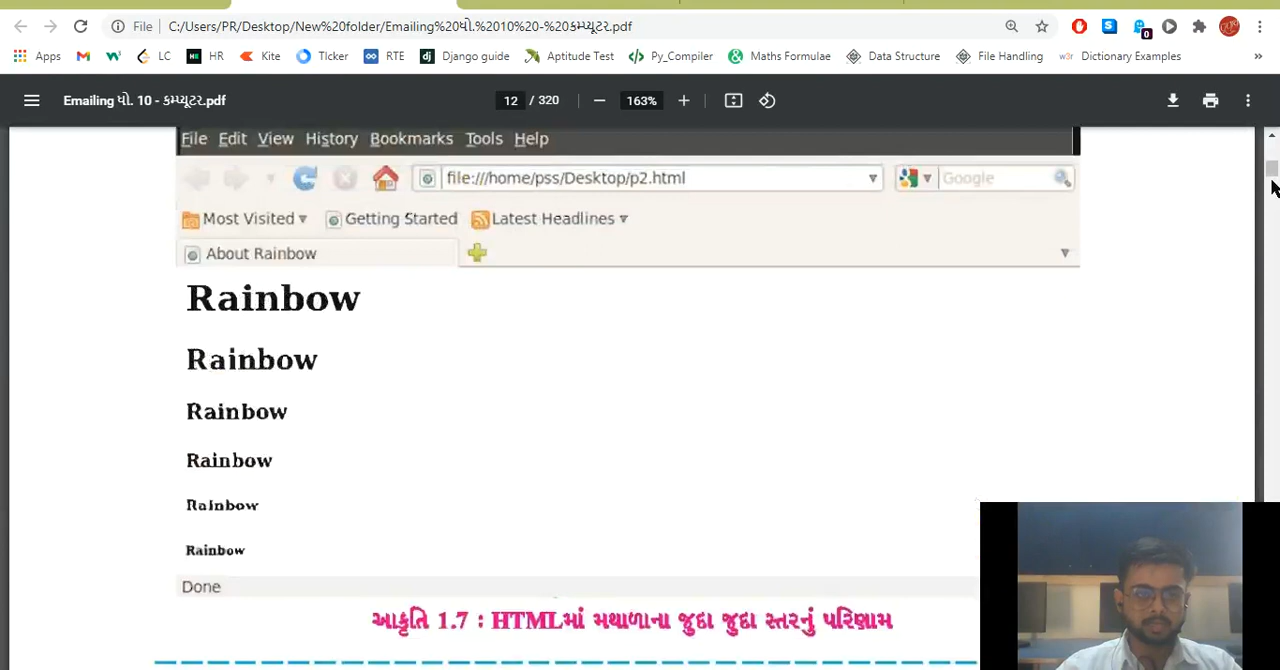 File C:/Users/PR/Desktop/New%20folder/Emailing%20ધો.%2010%20-%20કમ્પ્યૂટર.pdf
Apps LC HR Kite TIcker RTE Django guide Aptitude Test Py_Compiler Maths Formulae Data Structure File Handling Dictionary Examples »
Emailing ધો. 10 - કમ્પ્યૂટર.pdf 12 / 320 163%
File Edit View History Bookmarks Tools Help
file:///home/pss/Desktop/p2.html Google
Most Visited Getting Started Latest Headlines
About Rainbow
Rainbow
Rainbow
Rainbow
Rainbow
Rainbow
Rainbow
Done
આકૃતિ 1.7 : HTMLમાં મથાળાના જુદા જુદા સ્તરનું પરિણામ